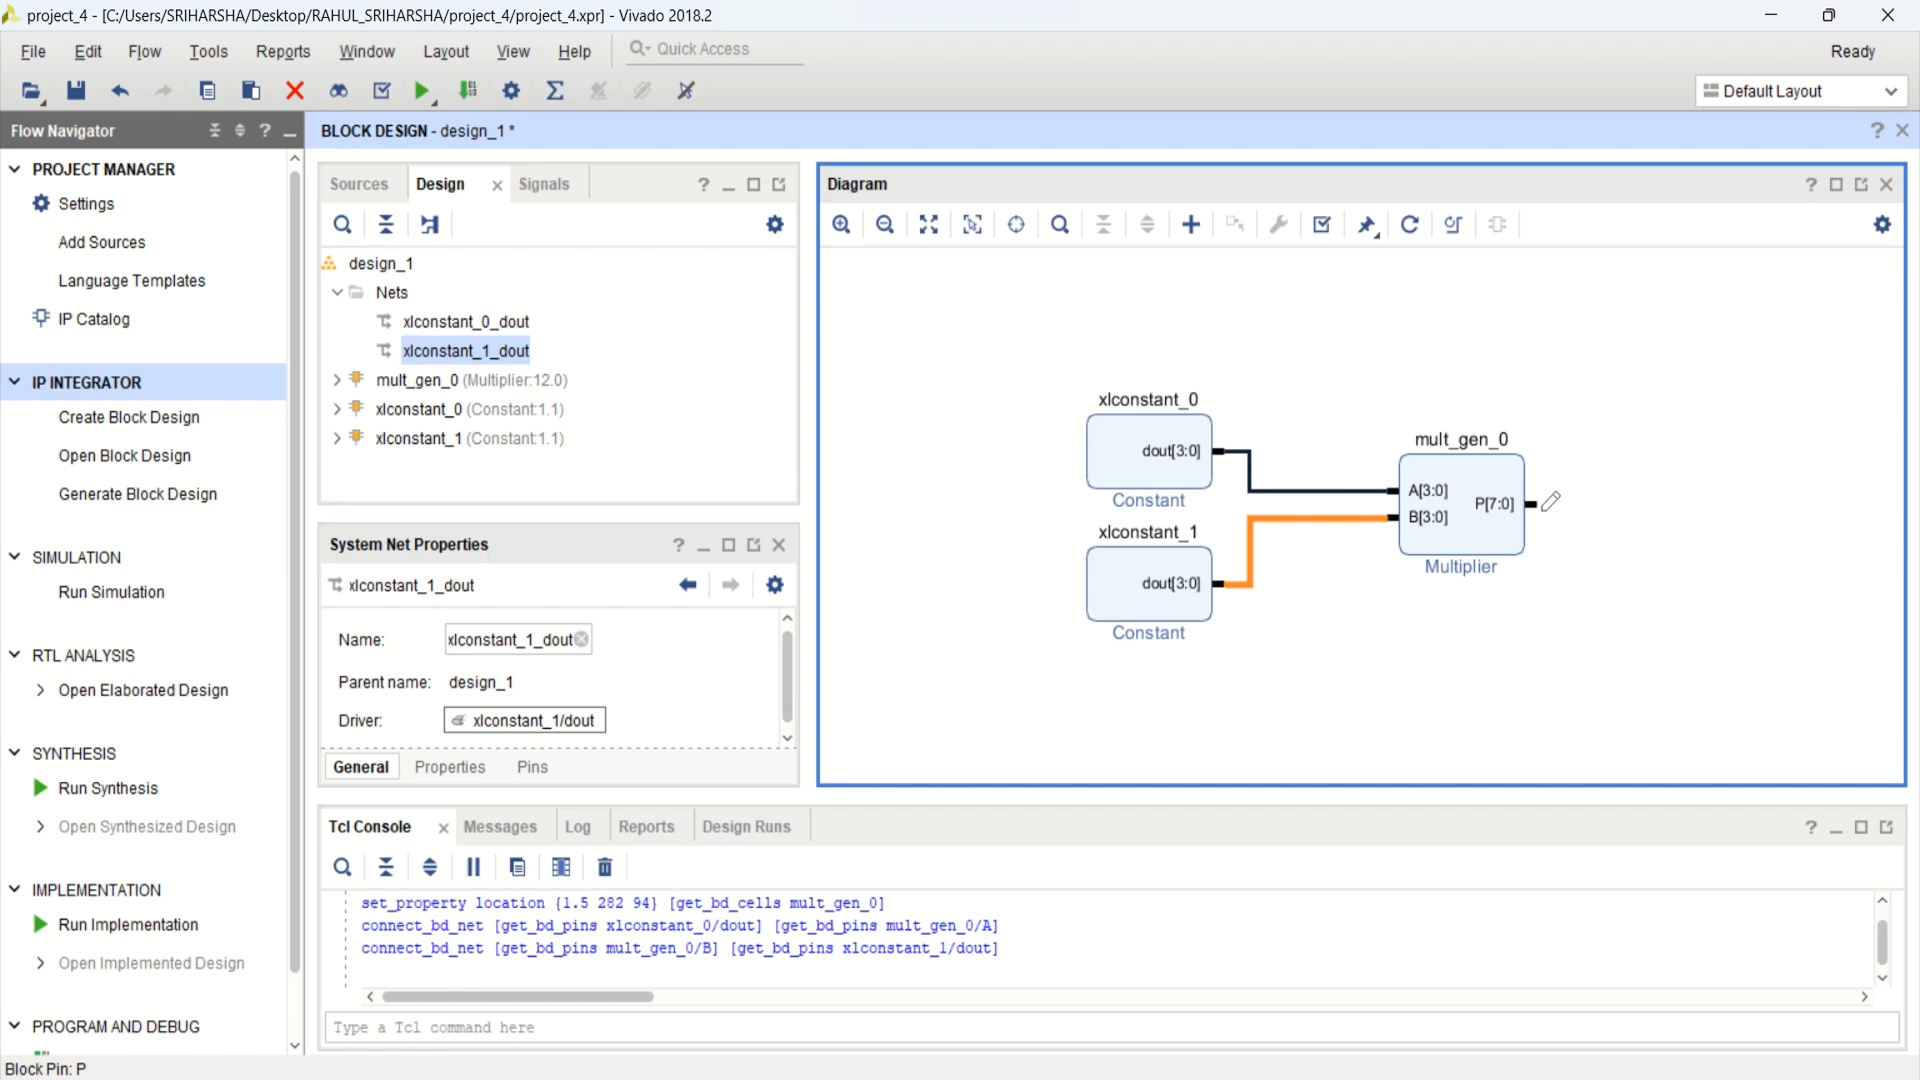 project_4 - [C:/Users/SRIHARSHA/Desktop/RAHUL_SRIHARSHA/project_4/project_4.xpr] - Vivado 2018.2
File Edit Flow Tools Reports Window Layout View Help Quick Access Ready
Default Layout
Flow Navigator
PROJECT MANAGER
Settings
Add Sources
Language Templates
IP Catalog
IP INTEGRATOR
Create Block Design
Open Block Design
Generate Block Design
SIMULATION
Run Simulation
RTL ANALYSIS
Open Elaborated Design
SYNTHESIS
Run Synthesis
Open Synthesized Design
IMPLEMENTATION
Run Implementation
Open Implemented Design
PROGRAM AND DEBUG
Block Pin: P
BLOCK DESIGN - design_1 *
Sources Design Signals
design_1
Nets
xlconstant_0_dout
xlconstant_1_dout
mult_gen_0 (Multiplier:12.0)
xlconstant_0 (Constant:1.1)
xlconstant_1 (Constant:1.1)
System Net Properties
xlconstant_1_dout
Name: xlconstant_1_dout
Parent name: design_1
Driver: xlconstant_1/dout
General Properties Pins
Diagram
xlconstant_0
dout[3:0]
Constant
xlconstant_1
dout[3:0]
Constant
mult_gen_0
A[3:0]
B[3:0]
P[7:0]
Multiplier
Tcl Console Messages Log Reports Design Runs
set_property location {1.5 282 94} [get_bd_cells mult_gen_0]
connect_bd_net [get_bd_pins xlconstant_0/dout] [get_bd_pins mult_gen_0/A]
connect_bd_net [get_bd_pins mult_gen_0/B] [get_bd_pins xlconstant_1/dout]
Type a Tcl command here